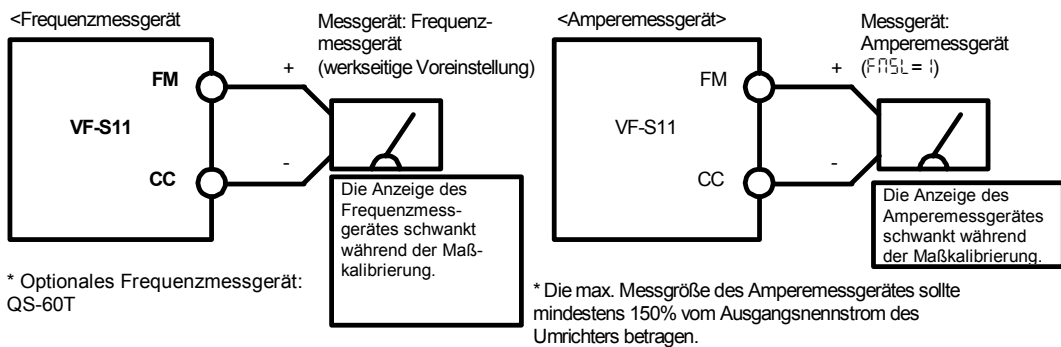 <Frequenzmessgerät
Messgerät: Frequenz-
messgerät
(werkseitige Voreinstellung)
FM
+
VF-S11
-
CC
Die Anzeige des
Frequenzmess-
gerätes schwankt
während der Maß-
kalibrierung.
* Optionales Frequenzmessgerät:
QS-60T
<Amperemessgerät>
Messgerät:
Amperemessgerät
(FMSL= 1)
FM
+
VF-S11
-
CC
Die Anzeige des
Amperemessgerätes
schwankt während
der Maßkalibrierung.
* Die max. Messgröße des Amperemessgerätes sollte
mindestens 150% vom Ausgangsnennstrom des
Umrichters betragen.